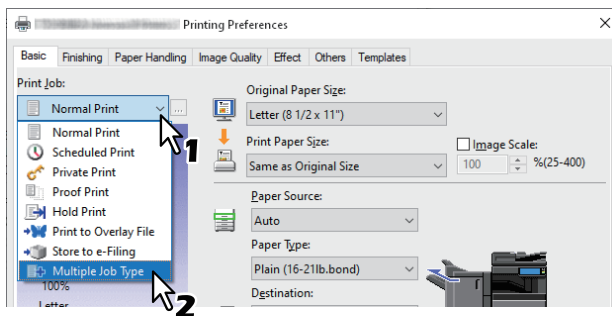 Printing Preferences
Basic Finishing Paper Handling Image Quality Effect Others Templates
Print Job:
Normal Print ...
Normal Print
Scheduled Print
Private Print
Proof Print
Hold Print
Print to Overlay File
Store to e-Filing
Multiple Job Type
1
2
100%
Letter
Original Paper Size:
Letter (8 1/2 x 11")
Print Paper Size:
Same as Original Size
Image Scale:
100 %(25-400)
Paper Source:
Auto
Paper Type:
Plain (16-21lb.bond)
Destination: